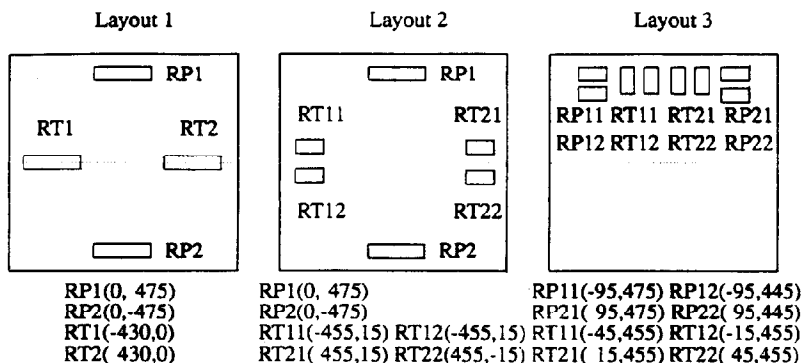 Layout 1 Layout 2 Layout 3
RP1 RP1
RT11 RT21 RP11 RT11 RT21 RP21
RT1 RT2 RP12 RT12 RT22 RP22
RT12 RT22
RP2 RP2
RP1(0, 475) RP1(0, 475) RP11(-95,475) RP12(-95,445)
RP2(0,-475) RP2(0,-475) RP21( 95,475) RP22( 95,445)
RT1(-430,0) RT11(-455,15) RT12(-455,15) RT11(-45,455) RT12(-15,455)
RT2( 430,0) RT21( 455,15) RT22(455,-15) RT21( 15,455) RT22( 45,455)